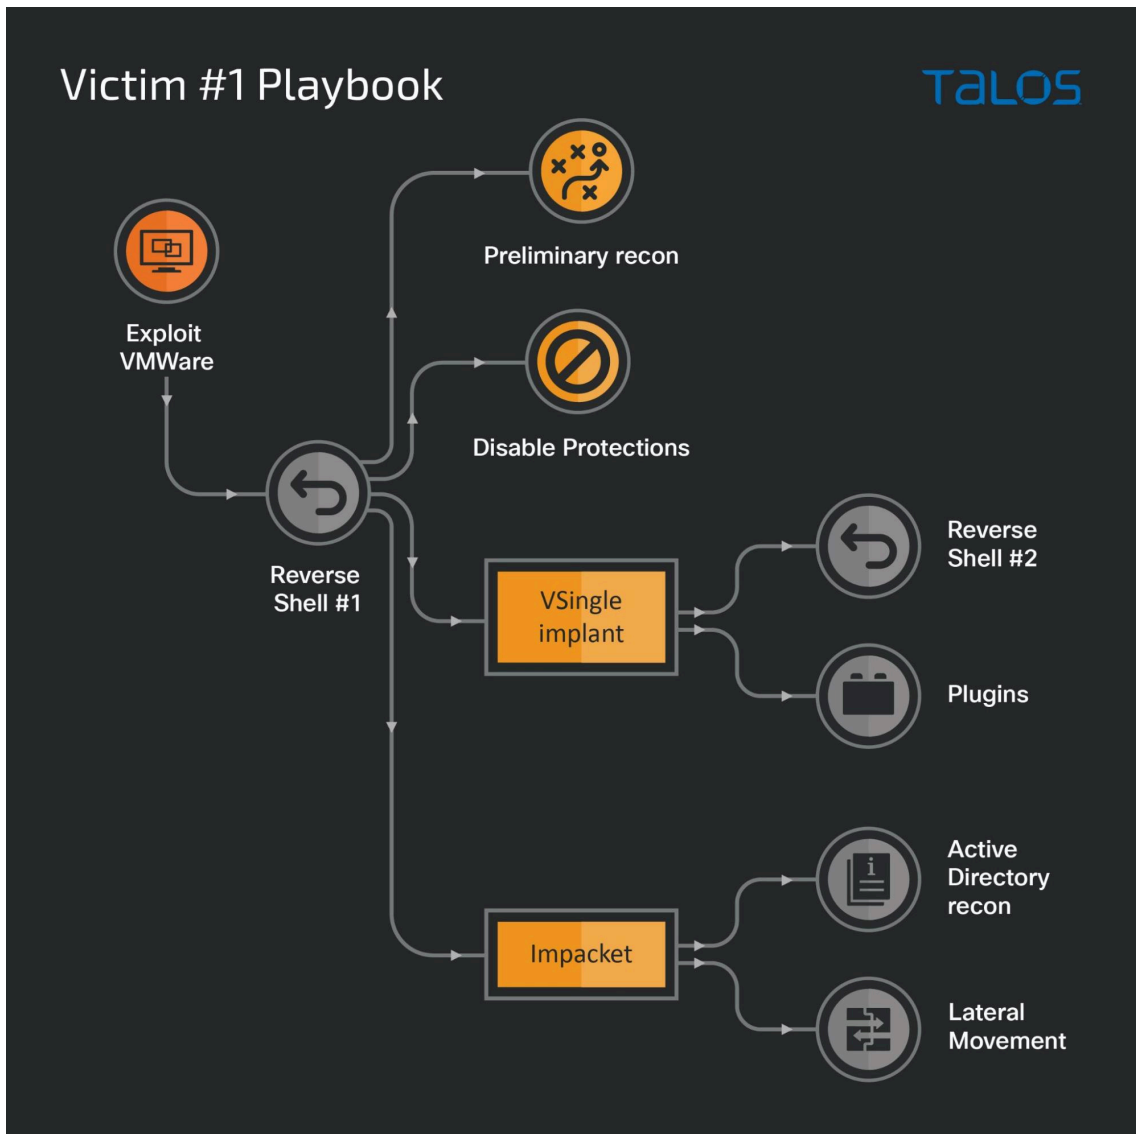 Victim #1 Playbook
TALOS
Preliminary recon
Exploit
VMWare
Disable Protections
Reverse
Shell #1
VSingle
implant
Reverse
Shell #2
Plugins
Impacket
Active
Directory
recon
Lateral
Movement